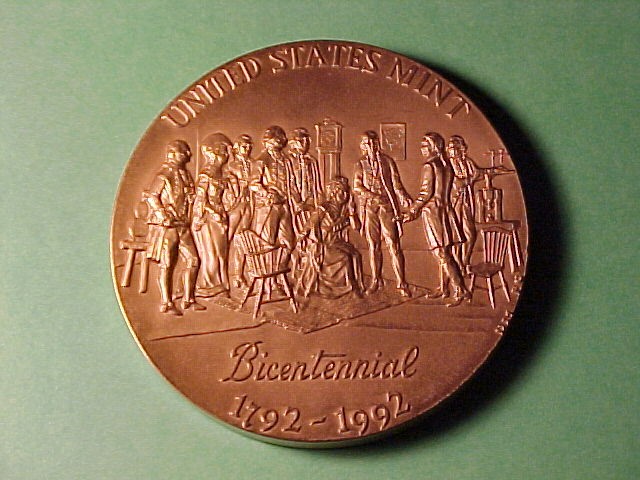 UNITED STATES MINT
Bicentennial
1792-1992